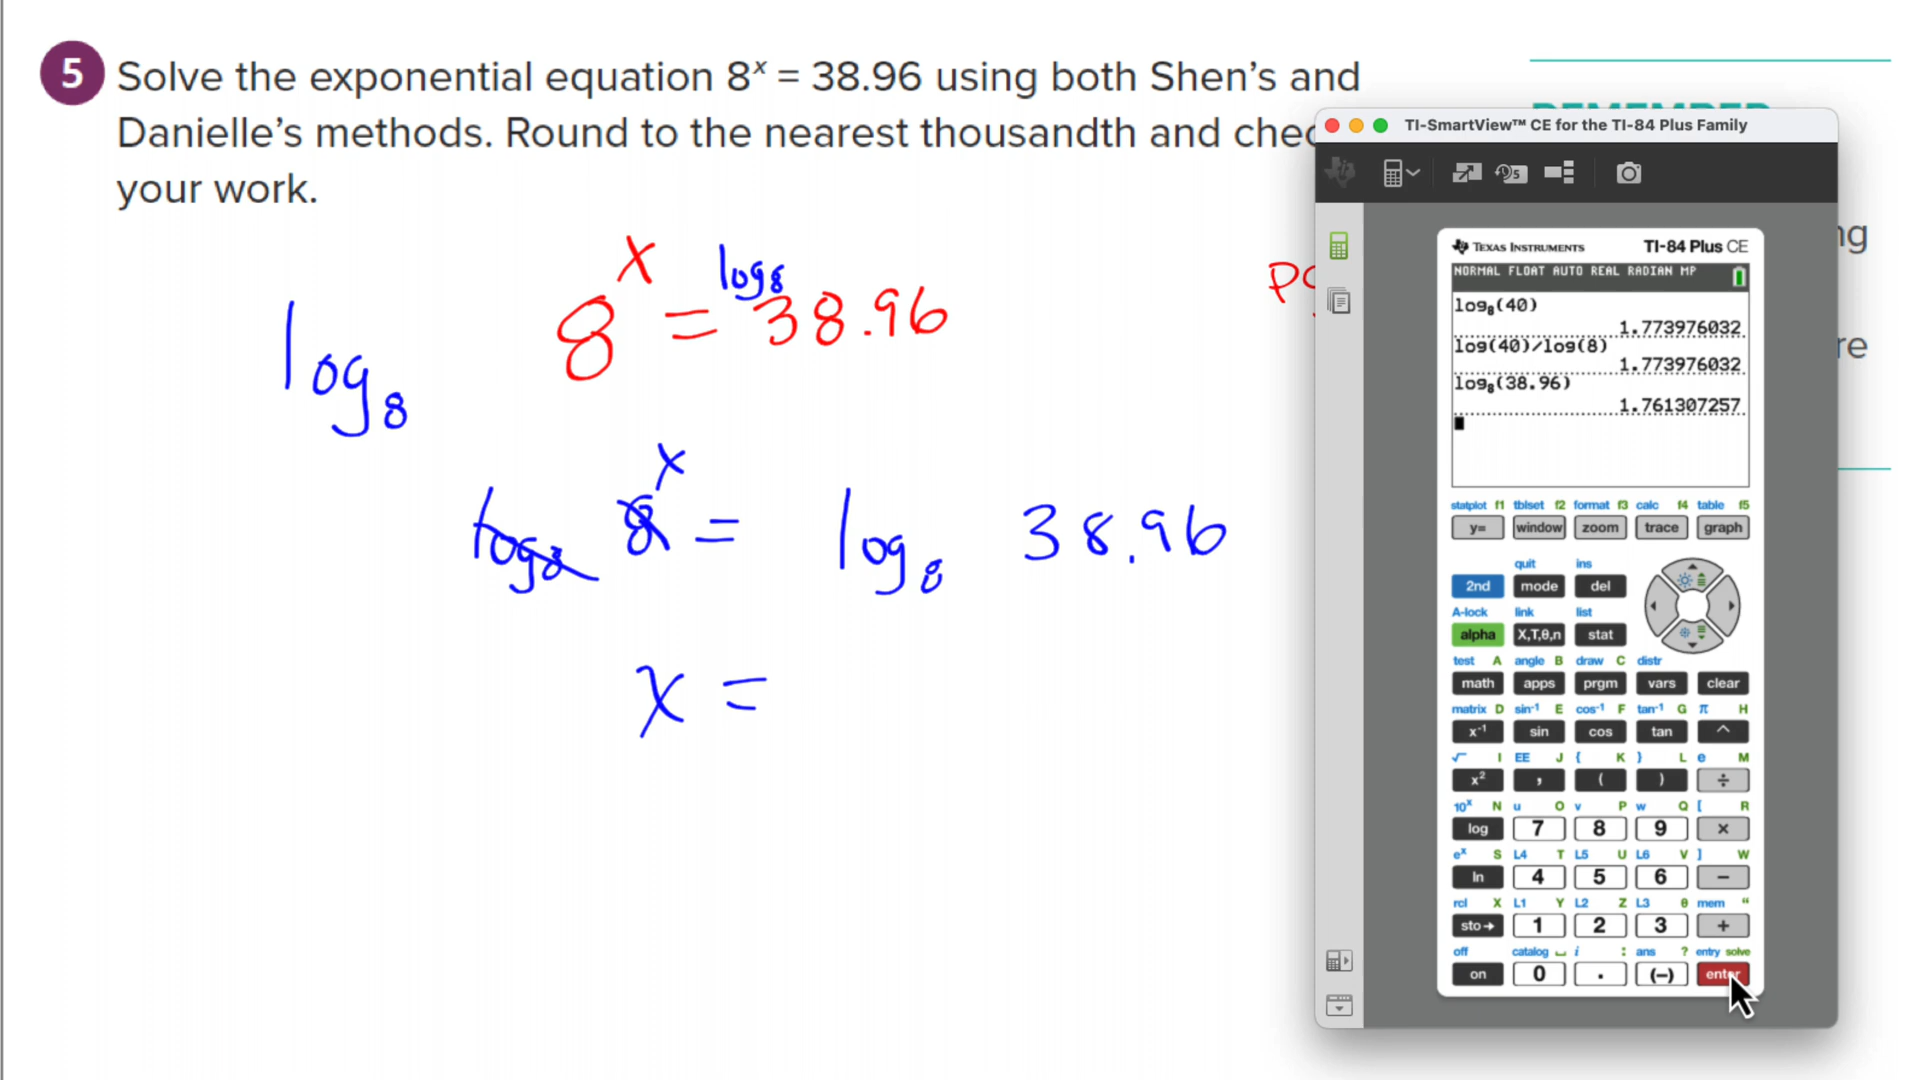 5 Solve the exponential equation 8ˣ = 38.96 using both Shen's and
Danielle's methods. Round to the nearest thousandth and chec
your work.
8ˣ = 38.96
log8
log8
log8 8ˣ = log8 38.96
x =
TI-SmartView™ CE for the TI-84 Plus Family
ng
re
TEXAS INSTRUMENTS TI-84 Plus CE
NORMAL FLOAT AUTO REAL RADIAN MP
log₈(40)
1.773976032
log(40)/log(8)
1.773976032
log₈(38.96)
1.761307257
statplot f1 tblset f2 format f3 calc f4 table f5
y= window zoom trace graph
quit ins
2nd mode del
A-lock link list
alpha X,T,θ,n stat
test A angle B draw C distr
math apps prgm vars clear
matrix D sin⁻¹ E cos⁻¹ F tan⁻¹ G π H
x⁻¹ sin cos tan ^
√ I EE J { K } L e M
x² , ( ) ÷
10ˣ N u O v P w Q [ R
log 7 8 9 ×
eˣ S L4 T L5 U L6 V ] W
ln 4 5 6 −
rcl X L1 Y L2 Z L3 θ mem "
sto→ 1 2 3 +
off catalog i : ans ? entry solve
on 0 . (−) enter